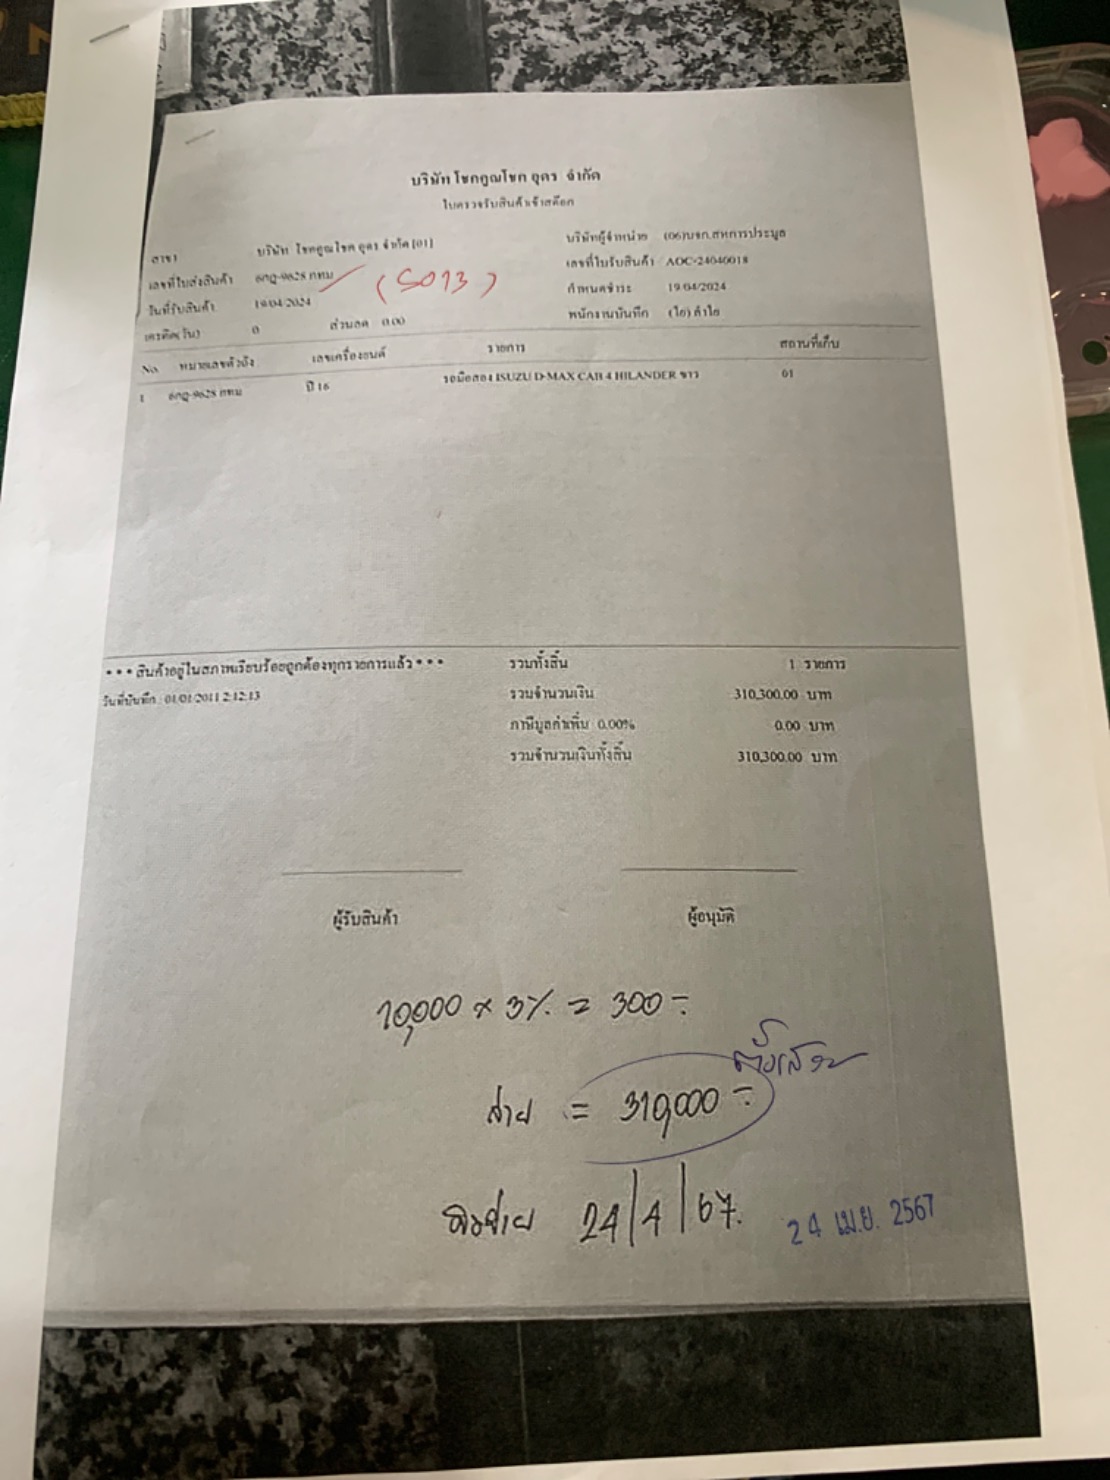 บริษัท โชคคูณโชค อุดร จำกัด
ใบตรวจรับสินค้าเข้าสต๊อก
สาขา บริษัท โชคคูณโชค อุดร จำกัด [01] บริษัทผู้จำหน่าย (06)บจก.สหการประมูล
เลขที่ใบส่งสินค้า 6กฎ-9628 กทม (S013) เลขที่ใบรับสินค้า AOC-24040018
วันที่รับสินค้า 19/04/2024 กำหนดชำระ 19/04/2024
เครดิต(วัน) 0 ส่วนลด 0.00 พนักงานบันทึก (ไอ) ลำไย
No. หมายเลขตัวถัง เลขเครื่องยนต์ รายการ สถานที่เก็บ
1 6กฎ-9628 กทม ปี 16 รถมือสอง ISUZU D-MAX CAB 4 HILANDER ขาว 01
***สินค้าอยู่ในสภาพเรียบร้อยถูกต้องทุกรายการแล้ว*** รวมทั้งสิ้น 1 รายการ
วันที่บันทึก : 01/01/2011 2:12:13 รวมจำนวนเงิน 310,300.00 บาท
ภาษีมูลค่าเพิ่ม 0.00% 0.00 บาท
รวมจำนวนเงินทั้งสิ้น 310,300.00 บาท
ผู้รับสินค้า ผู้อนุมัติ
10,000 x 3% = 300-
จ่าย = 310,000-
24/4/67. 24 เม.ย. 2567